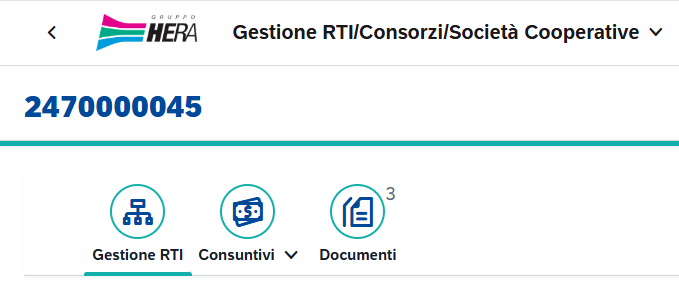 GRUPPO
HERA
Gestione RTI/Consorzi/Società Cooperative
2470000045
3
Gestione RTI
Consuntivi
Documenti